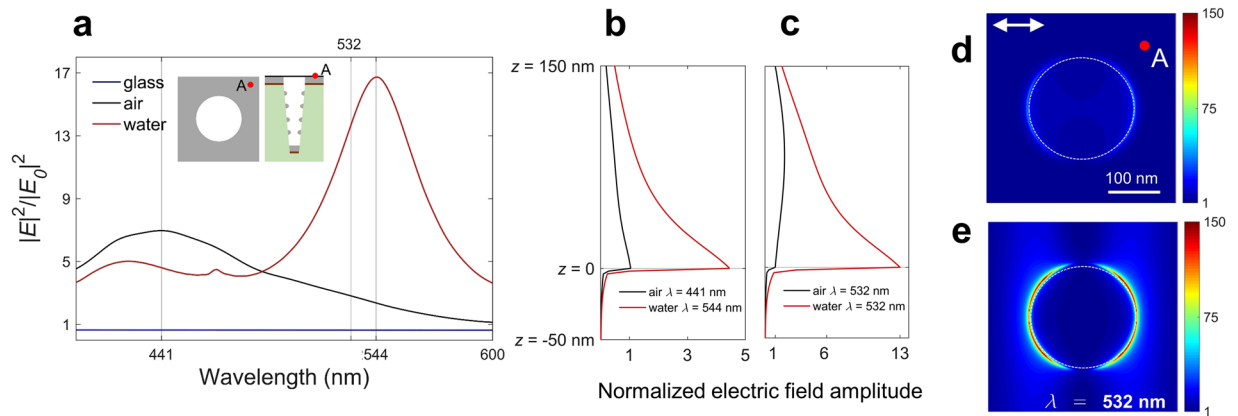 a
532
17
13
9
5
1
glass
air
water
A
A
|E|²/|E₀|²
441
544
600
Wavelength (nm)
b
z = 150 nm
z = 0
z = -50 nm
air λ = 441 nm
water λ = 544 nm
1
3
5
c
air λ = 532 nm
water λ = 532 nm
1
6
13
Normalized electric field amplitude
d
A
100 nm
150
75
1
e
λ = 532 nm
150
75
1